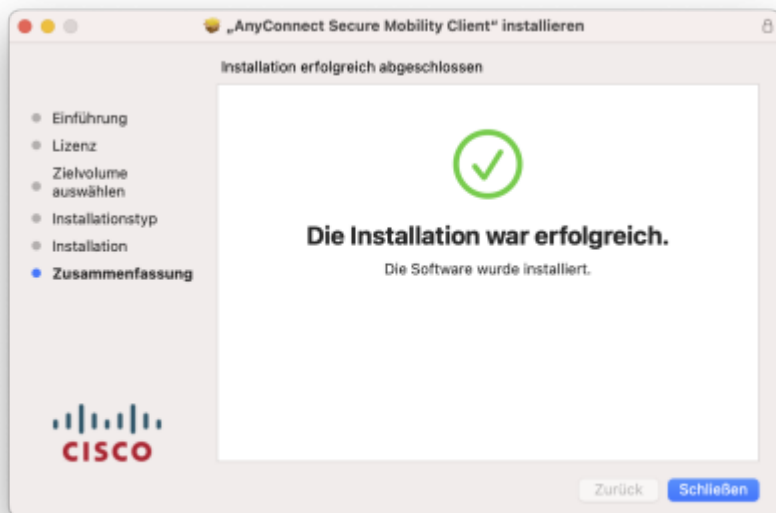 „AnyConnect Secure Mobility Client“ installieren
Installation erfolgreich abgeschlossen
Einführung
Lizenz
Zielvolume
auswählen
Installationstyp
Installation
Zusammenfassung
Die Installation war erfolgreich.
Die Software wurde installiert.
CISCO
Zurück
Schließen